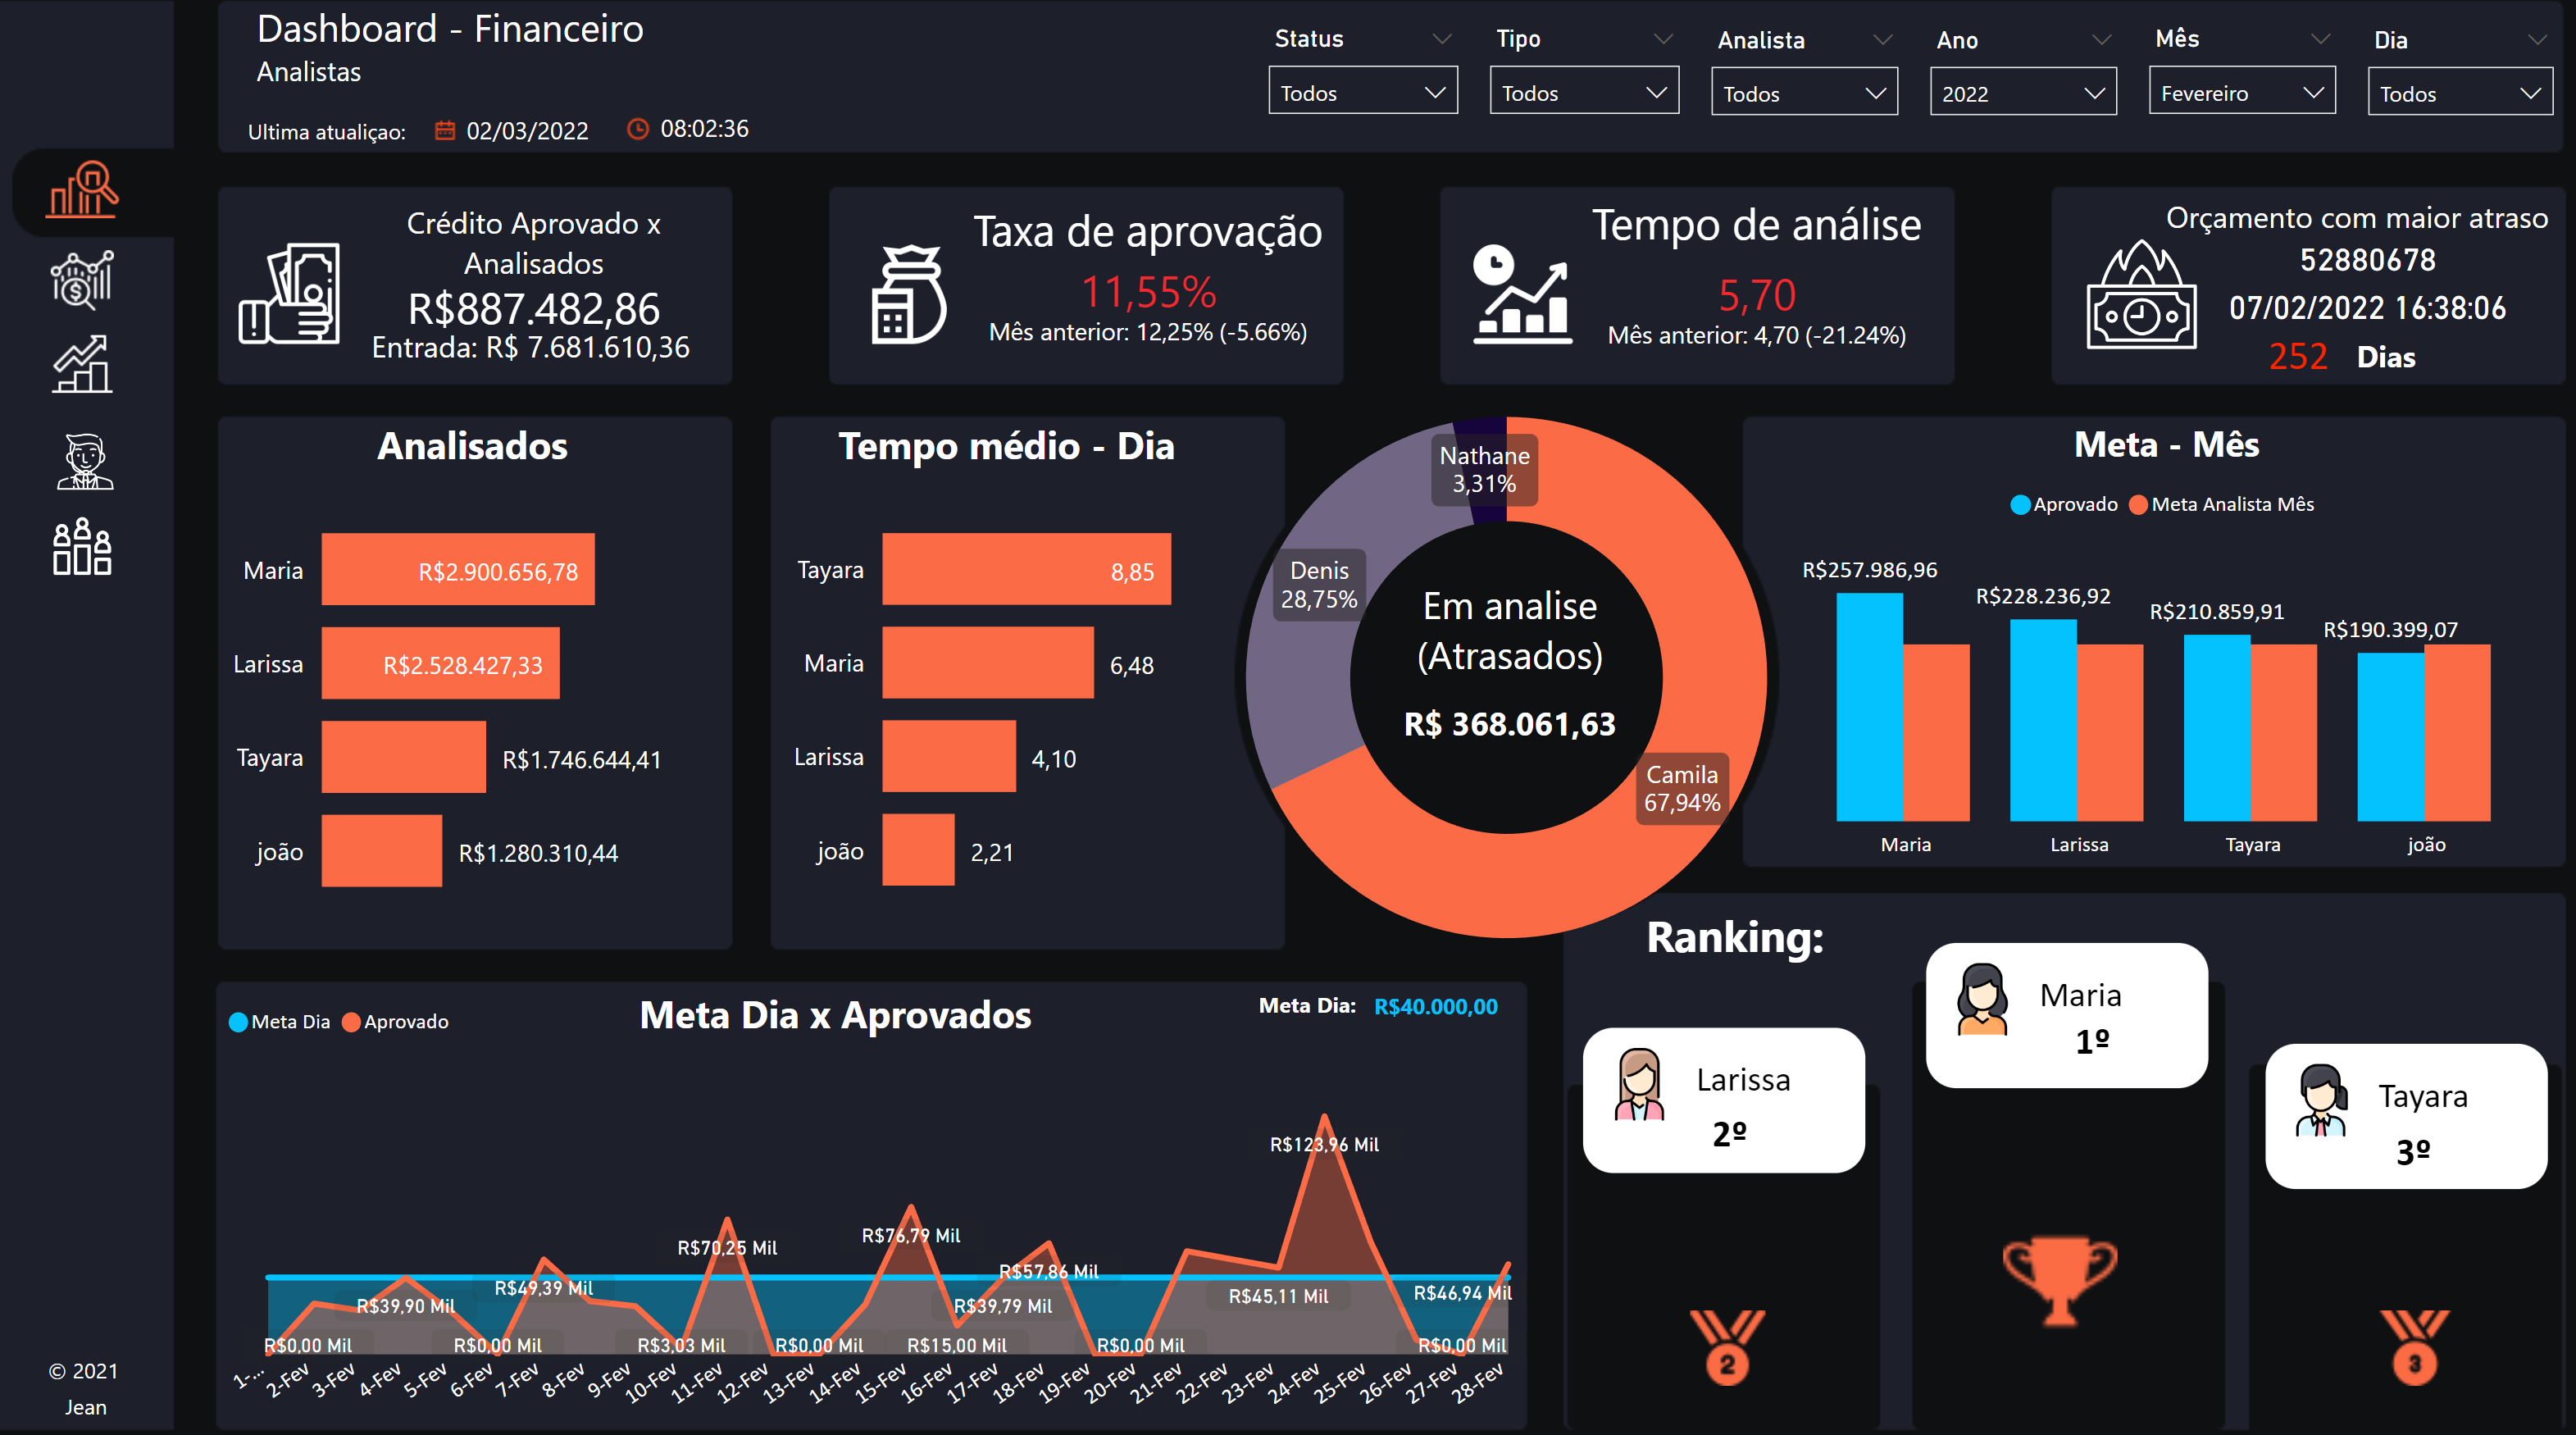 Dashboard - Financeiro
Analistas
Ultima atualiçao: 02/03/2022 08:02:36
Status Tipo Analista Ano Mês Dia
Todos Todos Todos 2022 Fevereiro Todos
Crédito Aprovado x
Analisados
R$887.482,86
Entrada: R$ 7.681.610,36
Taxa de aprovação
11,55%
Mês anterior: 12,25% (-5.66%)
Tempo de análise
5,70
Mês anterior: 4,70 (-21.24%)
Orçamento com maior atraso
52880678
07/02/2022 16:38:06
252 Dias
Analisados
Maria R$2.900.656,78
Larissa R$2.528.427,33
Tayara R$1.746.644,41
joão R$1.280.310,44
Tempo médio - Dia
Tayara 8,85
Maria 6,48
Larissa 4,10
joão 2,21
Nathane
3,31%
Denis
28,75%
Em analise
(Atrasados)
R$ 368.061,63
Camila
67,94%
Meta - Mês
Aprovado Meta Analista Mês
R$257.986,96
R$228.236,92
R$210.859,91
R$190.399,07
Maria Larissa Tayara joão
Meta Dia Aprovado
Meta Dia x Aprovados
Meta Dia: R$40.000,00
R$123,96 Mil
R$70,25 Mil
R$76,79 Mil
R$57,86 Mil
R$49,39 Mil
R$46,94 Mil
R$39,90 Mil
R$39,79 Mil
R$45,11 Mil
R$0,00 Mil R$0,00 Mil R$3,03 Mil R$0,00 Mil R$15,00 Mil R$0,00 Mil R$0,00 Mil
1-... 2-Fev 3-Fev 4-Fev 5-Fev 6-Fev 7-Fev 8-Fev 9-Fev 10-Fev 11-Fev 12-Fev 13-Fev 14-Fev 15-Fev 16-Fev 17-Fev 18-Fev 19-Fev 20-Fev 21-Fev 22-Fev 23-Fev 24-Fev 25-Fev 26-Fev 27-Fev 28-Fev
Ranking:
Maria
1º
Larissa
2º
Tayara
3º
2
3
© 2021
Jean